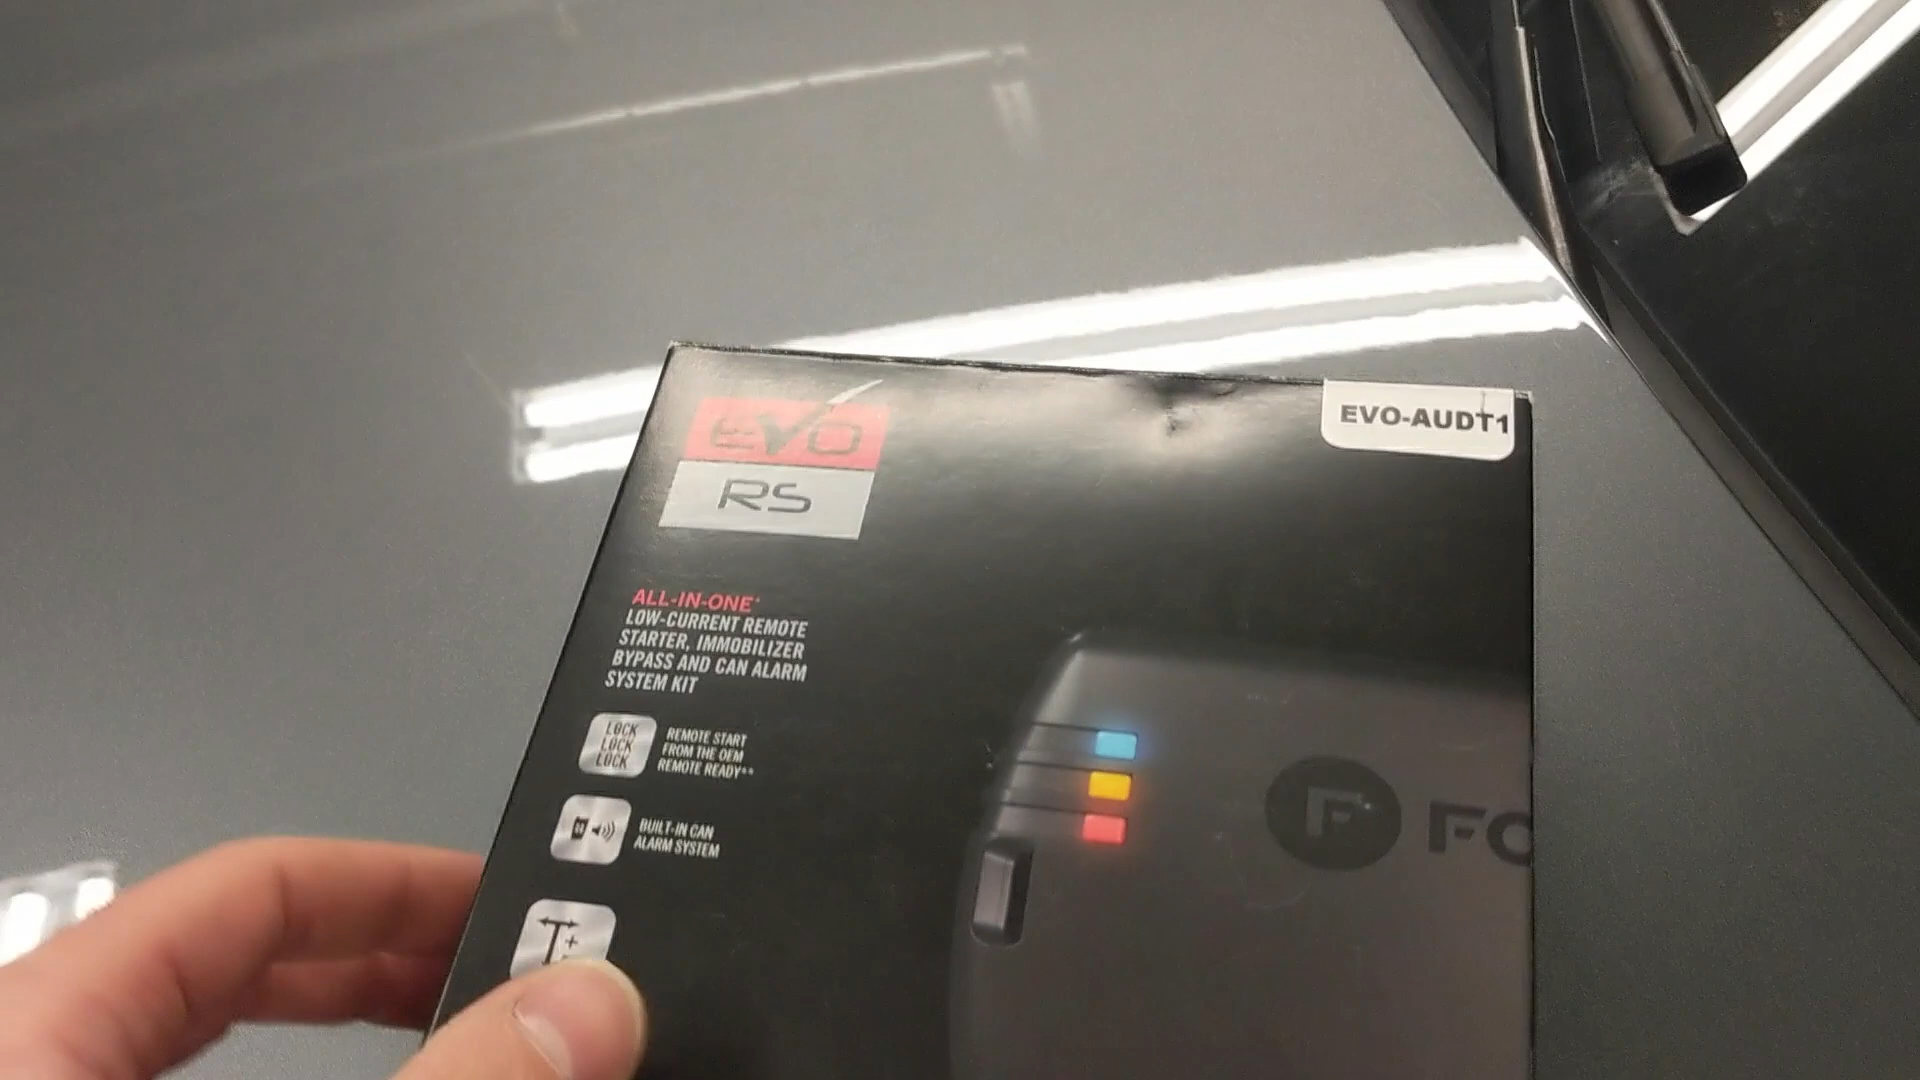 EVO
RS
EVO-AUDT1
ALL-IN-ONE*
LOW-CURRENT REMOTE
STARTER, IMMOBILIZER
BYPASS AND CAN ALARM
SYSTEM KIT
LOCK
LOCK
LOCK
REMOTE START
FROM THE OEM
REMOTE READY**
BUILT-IN CAN
ALARM SYSTEM
T+
F FO